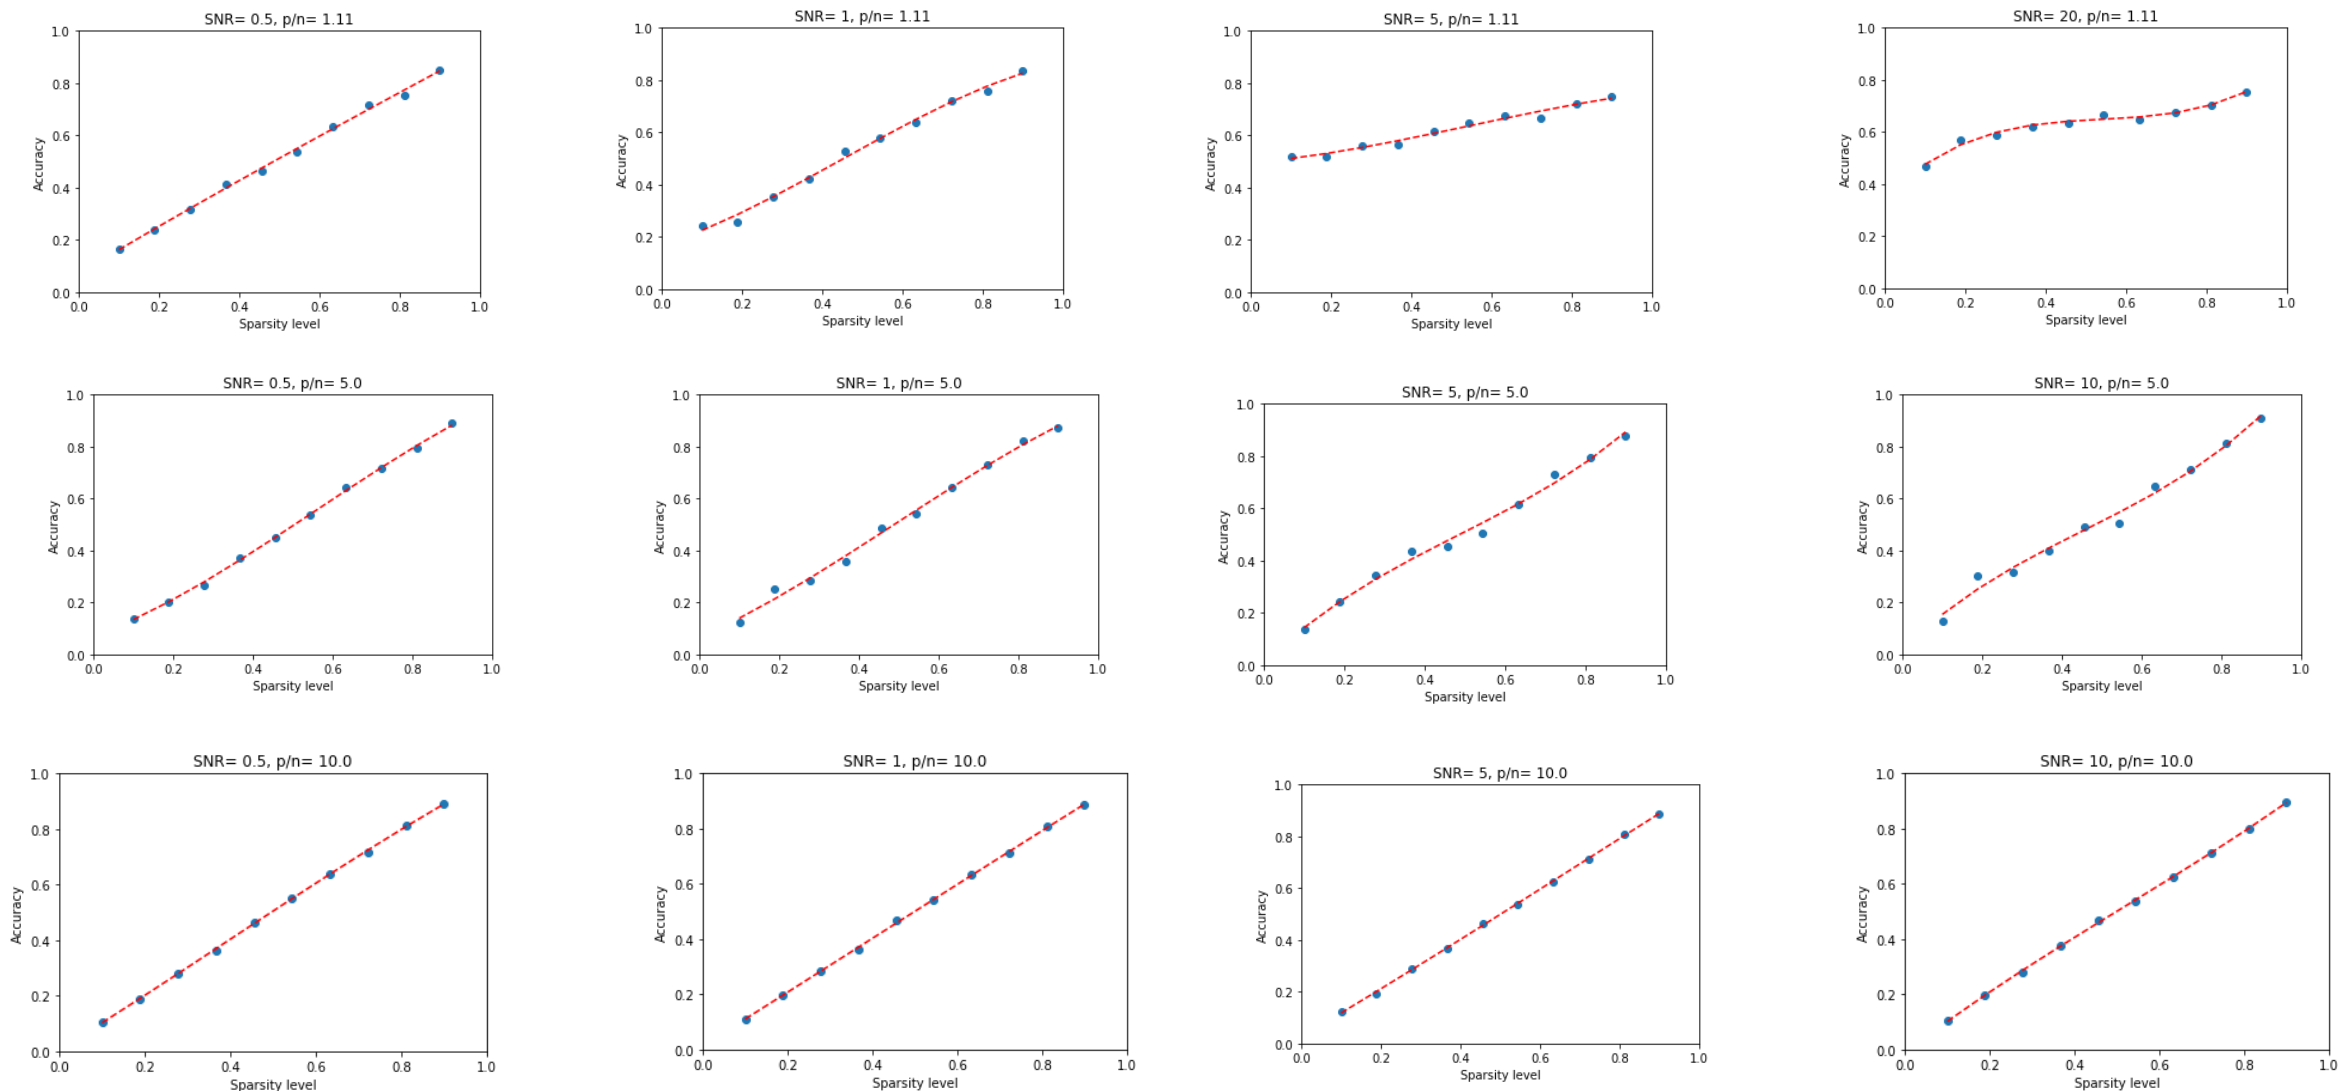 SNR= 0.5, p/n= 1.11
1.0
0.8
0.6
0.4
0.2
0.0
Accuracy
0.0 0.2 0.4 0.6 0.8 1.0
Sparsity level
SNR= 1, p/n= 1.11
1.0
0.8
0.6
0.4
0.2
0.0
Accuracy
0.0 0.2 0.4 0.6 0.8 1.0
Sparsity level
SNR= 5, p/n= 1.11
1.0
0.8
0.6
0.4
0.2
0.0
Accuracy
0.0 0.2 0.4 0.6 0.8 1.0
Sparsity level
SNR= 20, p/n= 1.11
1.0
0.8
0.6
0.4
0.2
0.0
Accuracy
0.0 0.2 0.4 0.6 0.8 1.0
Sparsity level
SNR= 0.5, p/n= 5.0
1.0
0.8
0.6
0.4
0.2
0.0
Accuracy
0.0 0.2 0.4 0.6 0.8 1.0
Sparsity level
SNR= 1, p/n= 5.0
1.0
0.8
0.6
0.4
0.2
0.0
Accuracy
0.0 0.2 0.4 0.6 0.8 1.0
Sparsity level
SNR= 5, p/n= 5.0
1.0
0.8
0.6
0.4
0.2
0.0
Accuracy
0.0 0.2 0.4 0.6 0.8 1.0
Sparsity level
SNR= 10, p/n= 5.0
1.0
0.8
0.6
0.4
0.2
0.0
Accuracy
0.0 0.2 0.4 0.6 0.8 1.0
Sparsity level
SNR= 0.5, p/n= 10.0
1.0
0.8
0.6
0.4
0.2
0.0
Accuracy
0.0 0.2 0.4 0.6 0.8 1.0
Sparsity level
SNR= 1, p/n= 10.0
1.0
0.8
0.6
0.4
0.2
0.0
Accuracy
0.0 0.2 0.4 0.6 0.8 1.0
Sparsity level
SNR= 5, p/n= 10.0
1.0
0.8
0.6
0.4
0.2
0.0
Accuracy
0.0 0.2 0.4 0.6 0.8 1.0
Sparsity level
SNR= 10, p/n= 10.0
1.0
0.8
0.6
0.4
0.2
0.0
Accuracy
0.0 0.2 0.4 0.6 0.8 1.0
Sparsity level